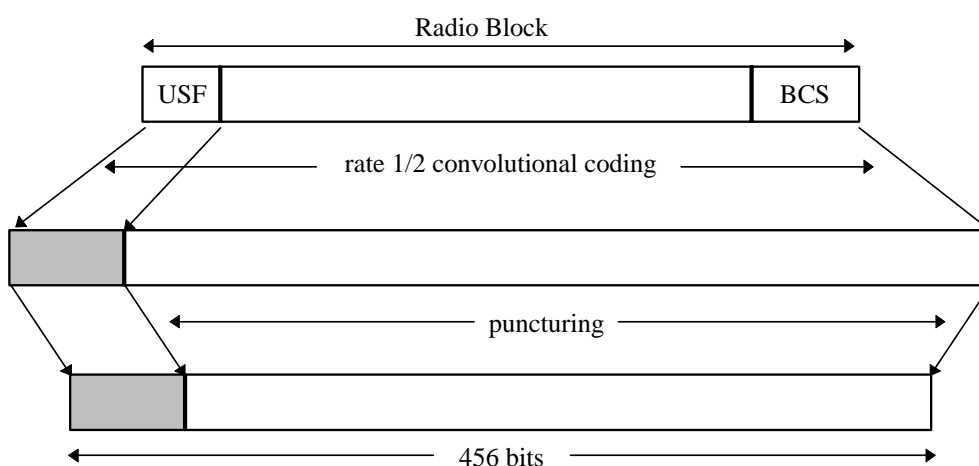 Radio Block
USF
BCS
rate 1/2 convolutional coding
puncturing
456 bits